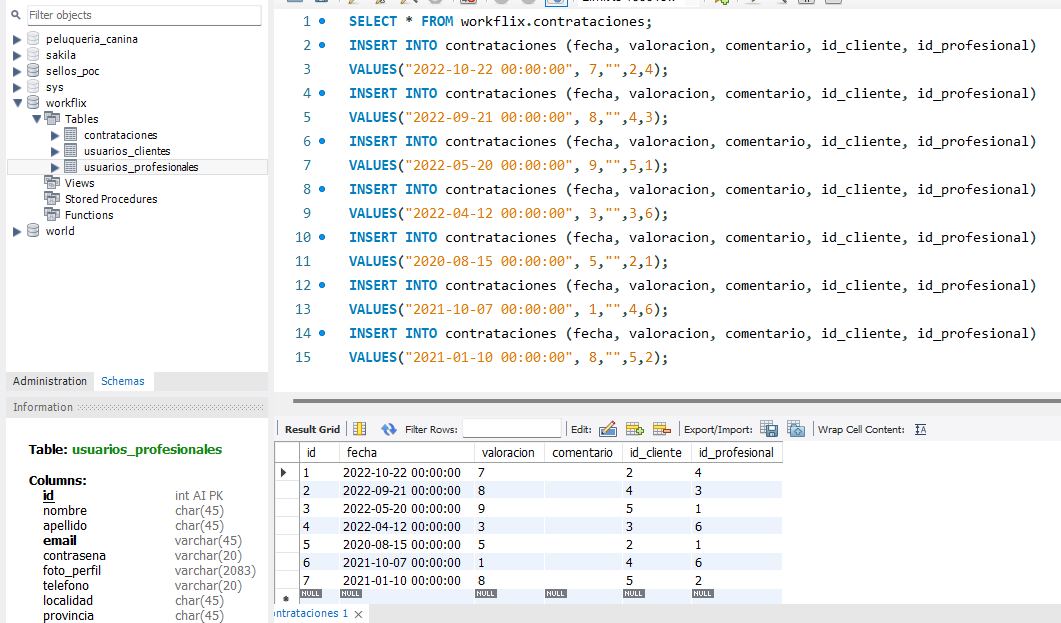 Filter objects
peluqueria_canina
sakila
sellos_poc
sys
workflix
Tables
contrataciones
usuarios_clientes
usuarios_profesionales
Views
Stored Procedures
Functions
world
Administration Schemas
Information
Table: usuarios_profesionales
Columns:
id int AI PK
nombre char(45)
apellido char(45)
email varchar(45)
contrasena varchar(20)
foto_perfil varchar(2083)
telefono varchar(20)
localidad char(45)
provincia char(45)
1 SELECT * FROM workflix.contrataciones;
2 INSERT INTO contrataciones (fecha, valoracion, comentario, id_cliente, id_profesional)
3 VALUES("2022-10-22 00:00:00", 7,"",2,4);
4 INSERT INTO contrataciones (fecha, valoracion, comentario, id_cliente, id_profesional)
5 VALUES("2022-09-21 00:00:00", 8,"",4,3);
6 INSERT INTO contrataciones (fecha, valoracion, comentario, id_cliente, id_profesional)
7 VALUES("2022-05-20 00:00:00", 9,"",5,1);
8 INSERT INTO contrataciones (fecha, valoracion, comentario, id_cliente, id_profesional)
9 VALUES("2022-04-12 00:00:00", 3,"",3,6);
10 INSERT INTO contrataciones (fecha, valoracion, comentario, id_cliente, id_profesional)
11 VALUES("2020-08-15 00:00:00", 5,"",2,1);
12 INSERT INTO contrataciones (fecha, valoracion, comentario, id_cliente, id_profesional)
13 VALUES("2021-10-07 00:00:00", 1,"",4,6);
14 INSERT INTO contrataciones (fecha, valoracion, comentario, id_cliente, id_profesional)
15 VALUES("2021-01-10 00:00:00", 8,"",5,2);
Result Grid Filter Rows: Edit: Export/Import: Wrap Cell Content:
id fecha valoracion comentario id_cliente id_profesional
1 2022-10-22 00:00:00 7 2 4
2 2022-09-21 00:00:00 8 4 3
3 2022-05-20 00:00:00 9 5 1
4 2022-04-12 00:00:00 3 3 6
5 2020-08-15 00:00:00 5 2 1
6 2021-10-07 00:00:00 1 4 6
7 2021-01-10 00:00:00 8 5 2
NULL NULL NULL NULL NULL NULL
ontrataciones 1